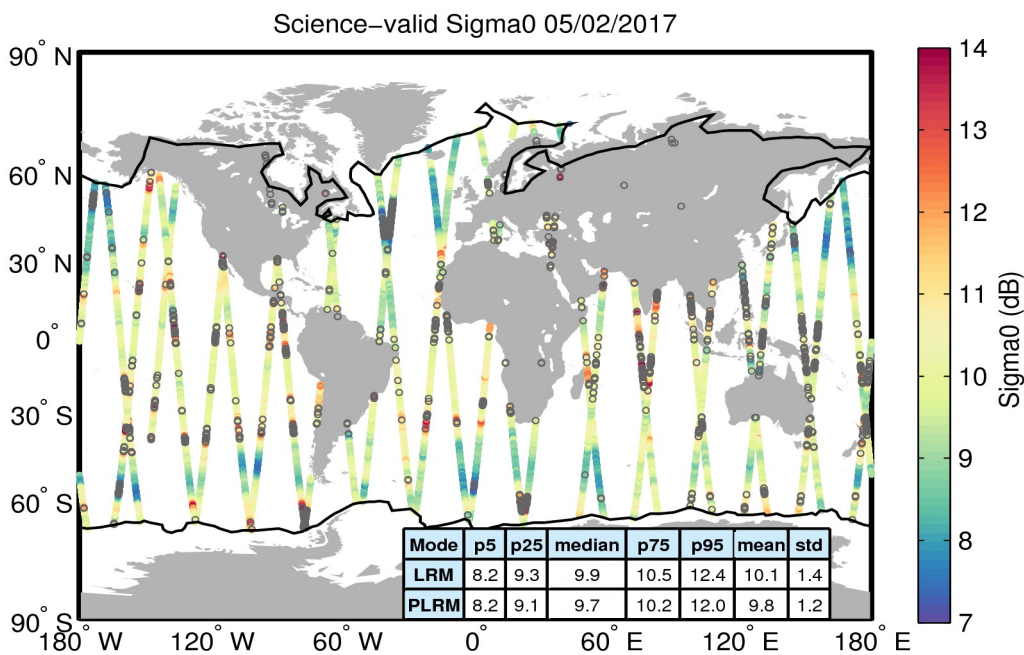 Science−valid Sigma0 05/02/2017
90° N
60° N
30° N
0°
30° S
60° S
90° S
180° W 120° W 60° W 0° 60° E 120° E 180° E
14
13
12
11
10
9
8
7
Sigma0 (dB)
Mode p5 p25 median p75 p95 mean std
LRM 8.2 9.3 9.9 10.5 12.4 10.1 1.4
PLRM 8.2 9.1 9.7 10.2 12.0 9.8 1.2